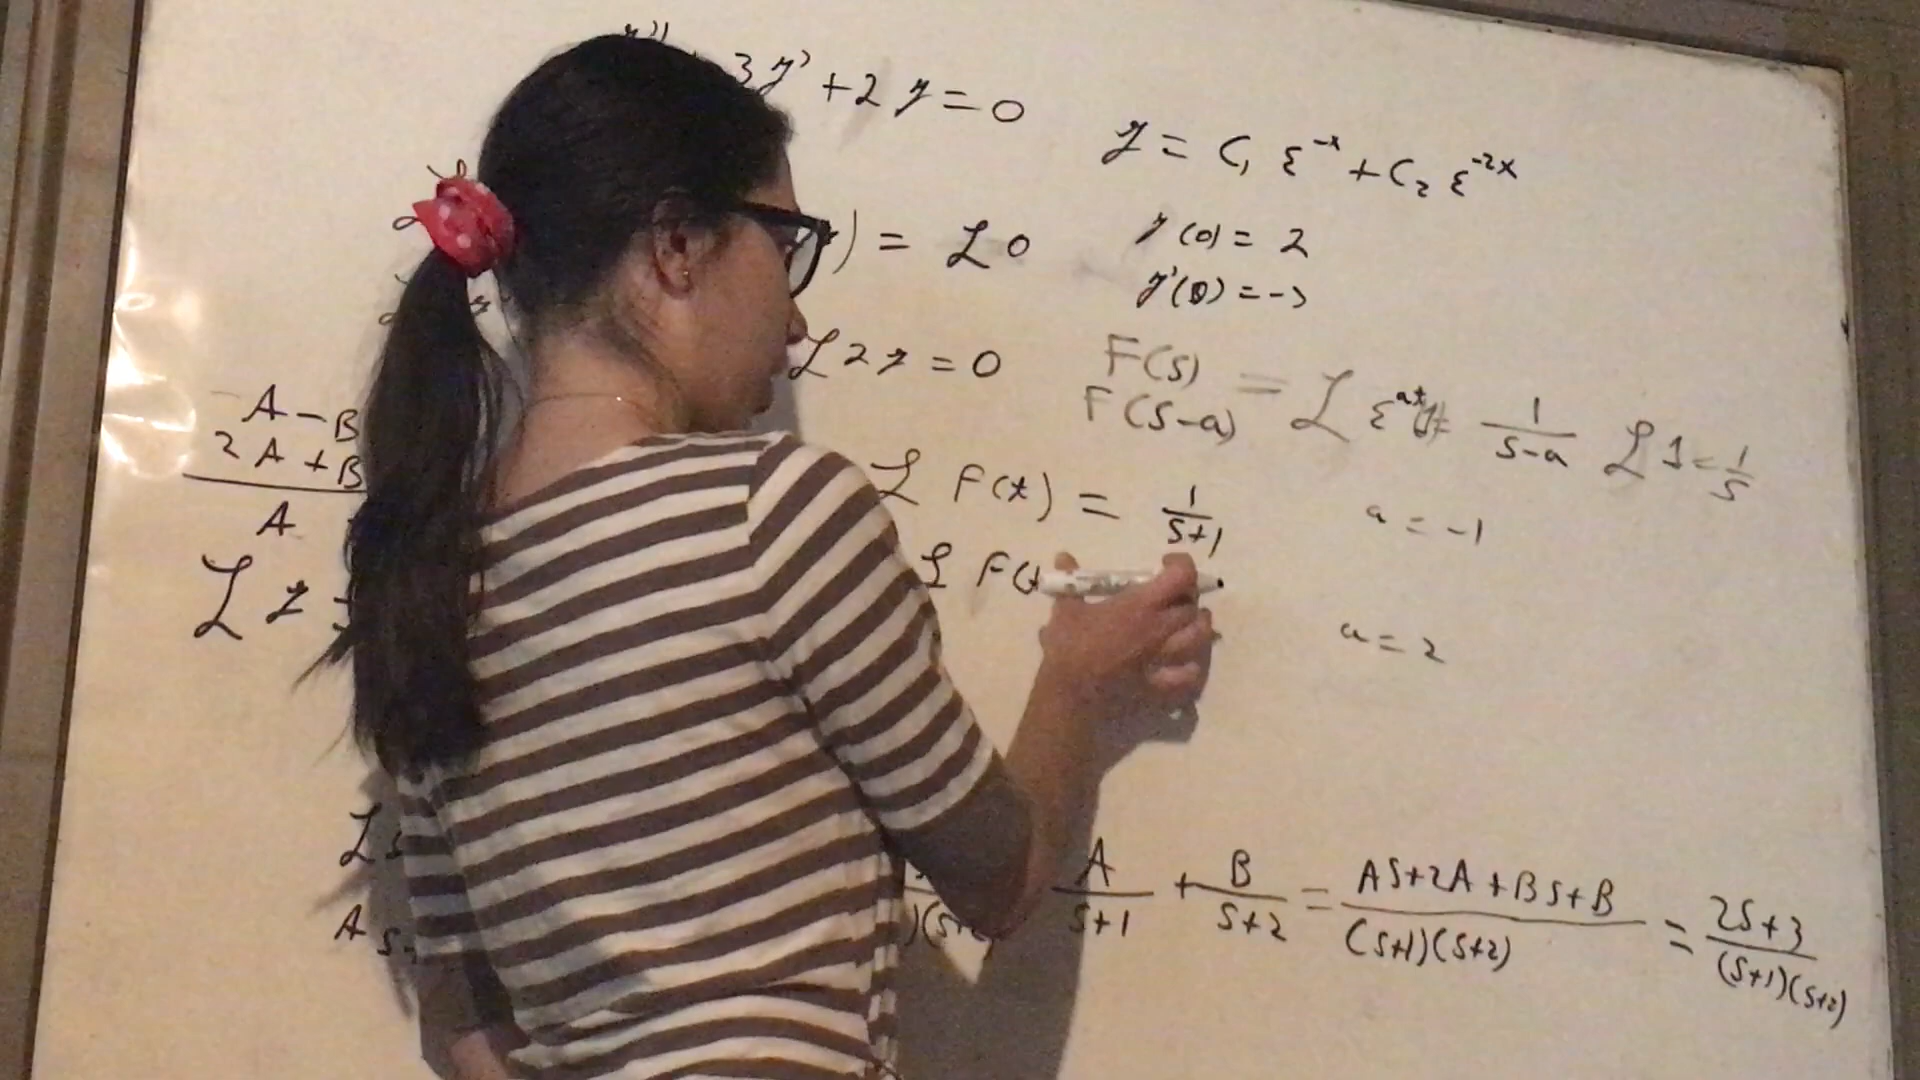 3y' + 2y = 0
y = C₁ ε^-x + C₂ ε^-2x
) = ℒ 0
y(0) = 2
y'(0) = -3
ℒ 2y = 0
F(s)
F(s-a) = ℒ ε^at 1/(s-a) ℒ 1 = 1/s
A - B
2A + B
A
ℒ F(t) = 1/(s+1)
a = -1
ℒ F(t
ℒ y =
a = 2
ℒ
A/(s+1) + B/(s+2) = (As+2A+Bs+B)/((s+1)(s+2)) = (2s+3)/((s+1)(s+2))
A